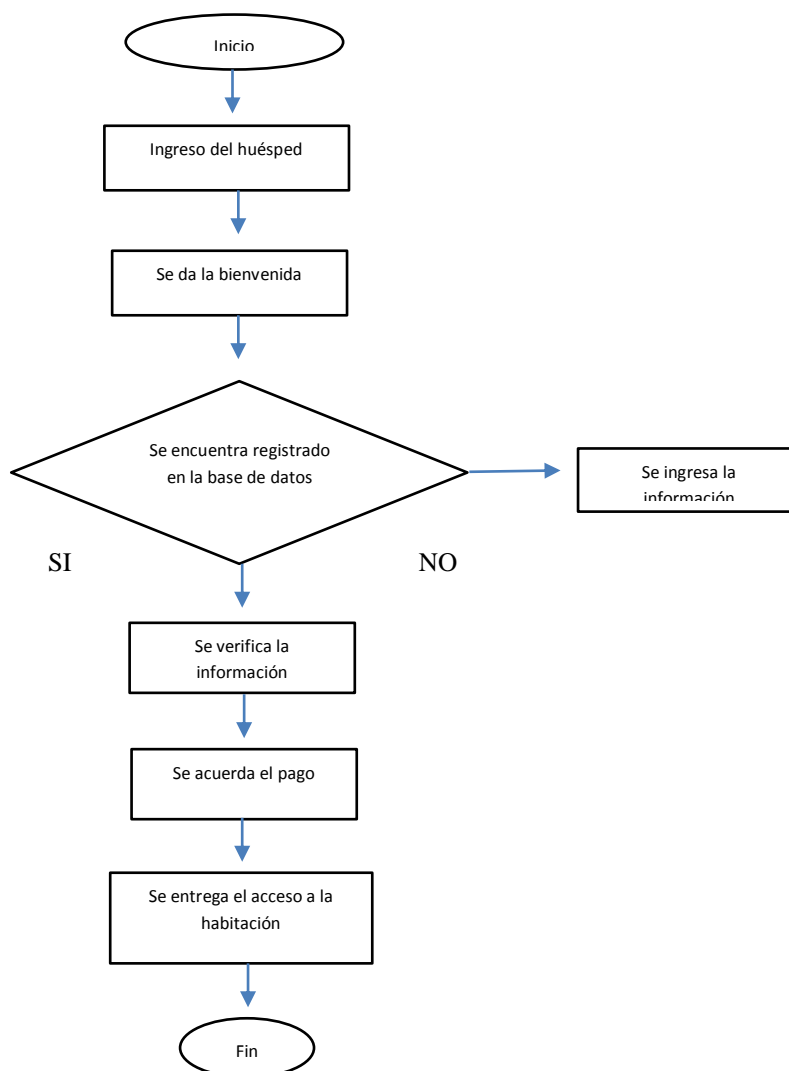 Inicio
Ingreso del huésped
Se da la bienvenida
Se encuentra registrado
en la base de datos
Se ingresa la
información
SI
NO
Se verifica la
información
Se acuerda el pago
Se entrega el acceso a la
habitación
Fin